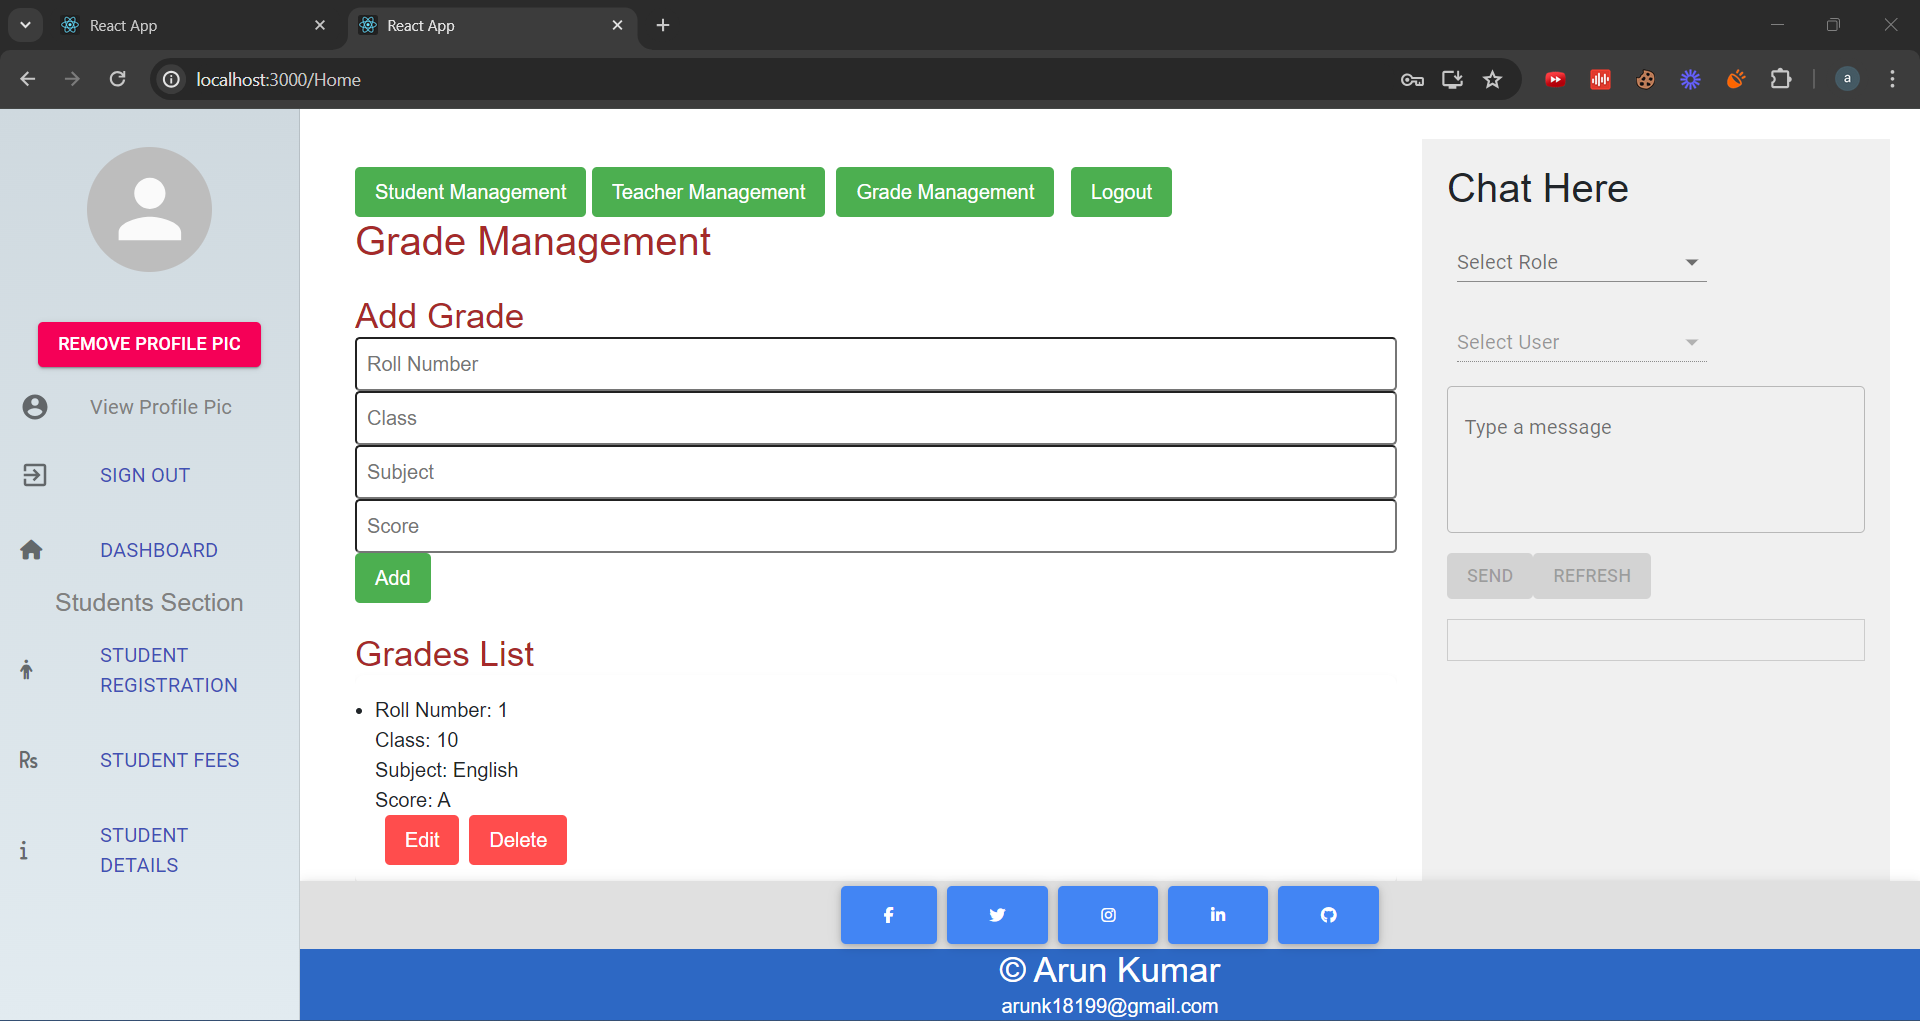 React App
React App
localhost:3000/Home
a
REMOVE PROFILE PIC
View Profile Pic
SIGN OUT
DASHBOARD
Students Section
STUDENT
REGISTRATION
Rs
STUDENT FEES
STUDENT
DETAILS
Student Management
Teacher Management
Grade Management
Logout
Grade Management
Add Grade
Roll Number
Class
Subject
Score
Add
Grades List
• Roll Number: 1
Class: 10
Subject: English
Score: A
Edit
Delete
Chat Here
Select Role
Select User
Type a message
SEND
REFRESH
© Arun Kumar
arunk18199@gmail.com